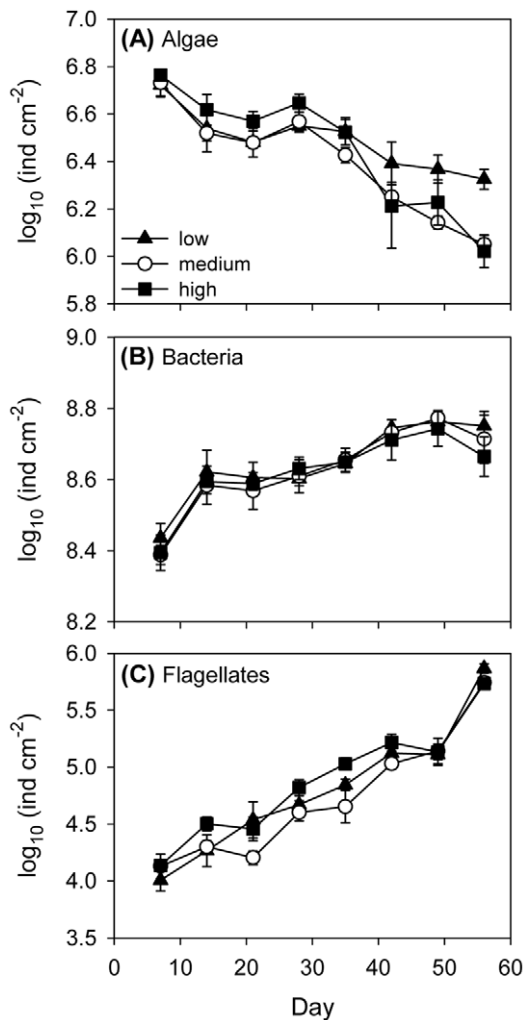 (A) Algae
7.0
6.8
6.6
6.4
6.2
6.0
5.8
log10 (ind cm-2)
low
medium
high
(B) Bacteria
9.0
8.8
8.6
8.4
8.2
log10 (ind cm-2)
(C) Flagellates
6.0
5.5
5.0
4.5
4.0
3.5
log10 (ind cm-2)
0 10 20 30 40 50 60
Day